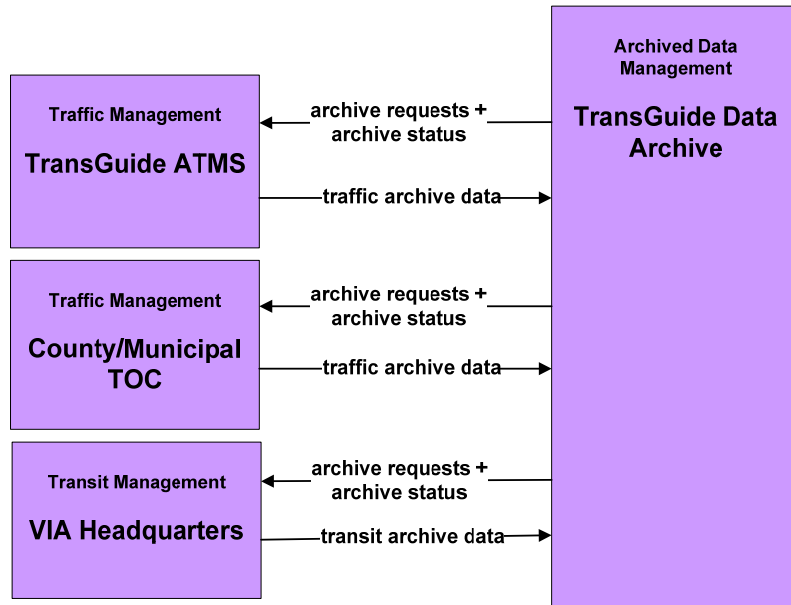 Traffic Management
TransGuide ATMS
archive requests +
archive status
traffic archive data
Archived Data
Management
TransGuide Data
Archive
Traffic Management
County/Municipal
TOC
archive requests +
archive status
traffic archive data
Transit Management
VIA Headquarters
archive requests +
archive status
transit archive data